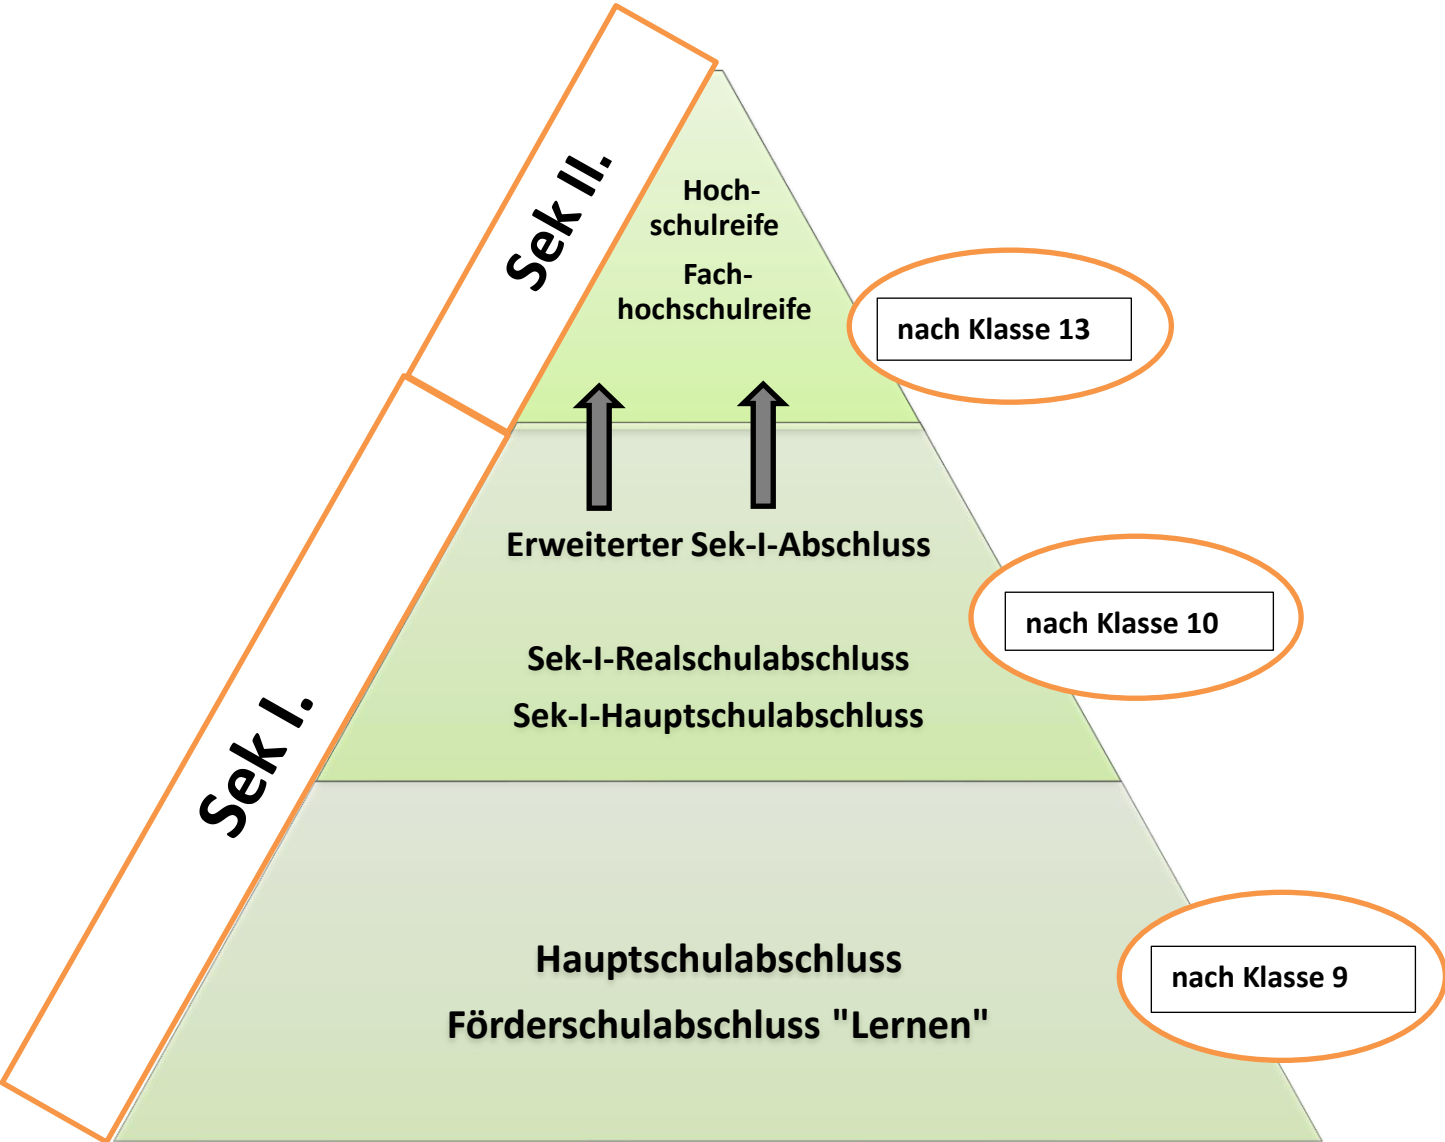 Sek II.
Hoch-
schulreife
Fach-
hochschulreife
nach Klasse 13
Sek I.
Erweiterter Sek-I-Abschluss
Sek-I-Realschulabschluss
Sek-I-Hauptschulabschluss
nach Klasse 10
Hauptschulabschluss
Förderschulabschluss "Lernen"
nach Klasse 9